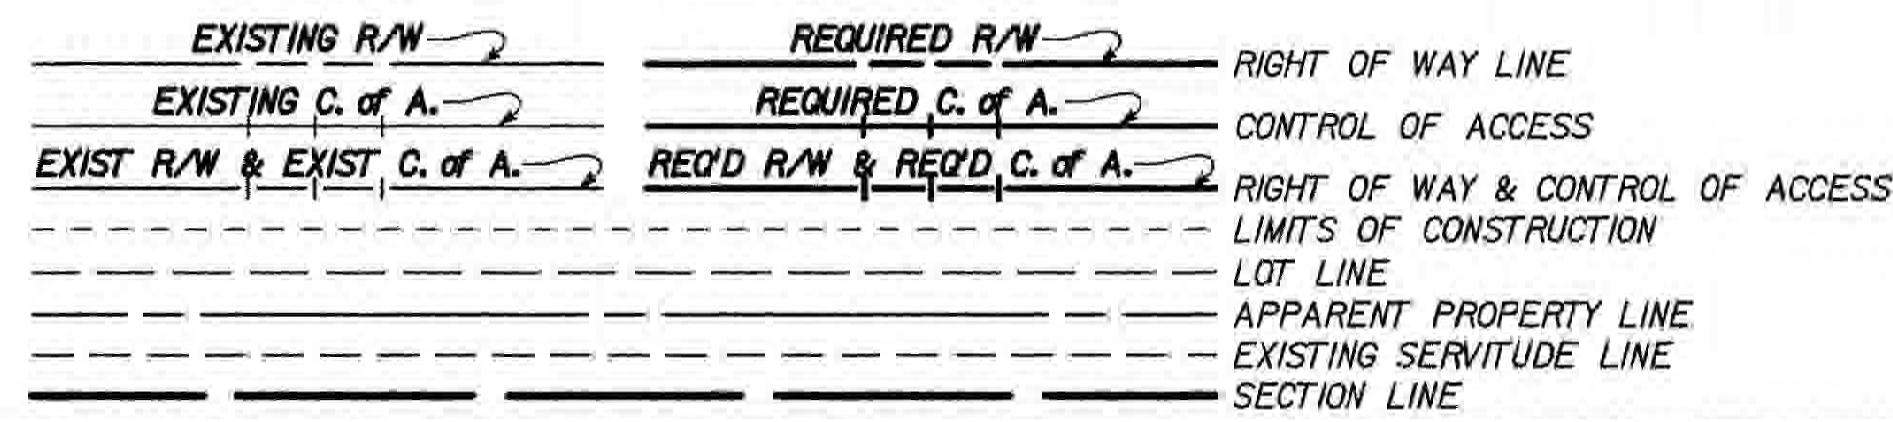 EXISTING R/W REQUIRED R/W RIGHT OF WAY LINE
EXISTING C. of A. REQUIRED C. of A. CONTROL OF ACCESS
EXIST R/W & EXIST C. of A. REQ'D R/W & REQ'D C. of A. RIGHT OF WAY & CONTROL OF ACCESS
LIMITS OF CONSTRUCTION
LOT LINE
APPARENT PROPERTY LINE
EXISTING SERVITUDE LINE
SECTION LINE